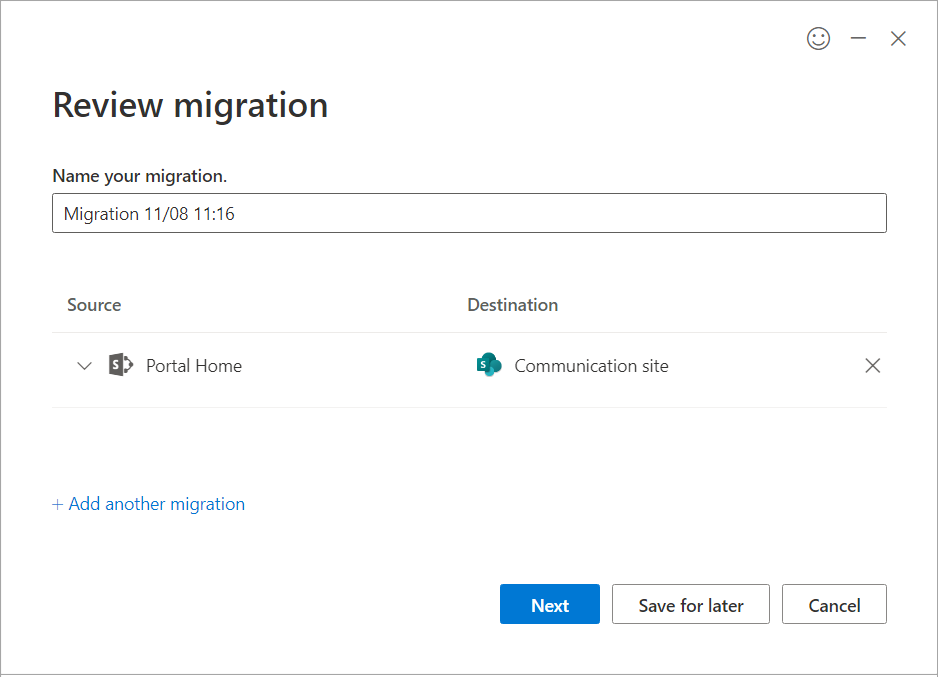 Review migration
Name your migration.
Migration 11/08 11:16
Source Destination
S Portal Home S Communication site
+ Add another migration
Next Save for later Cancel